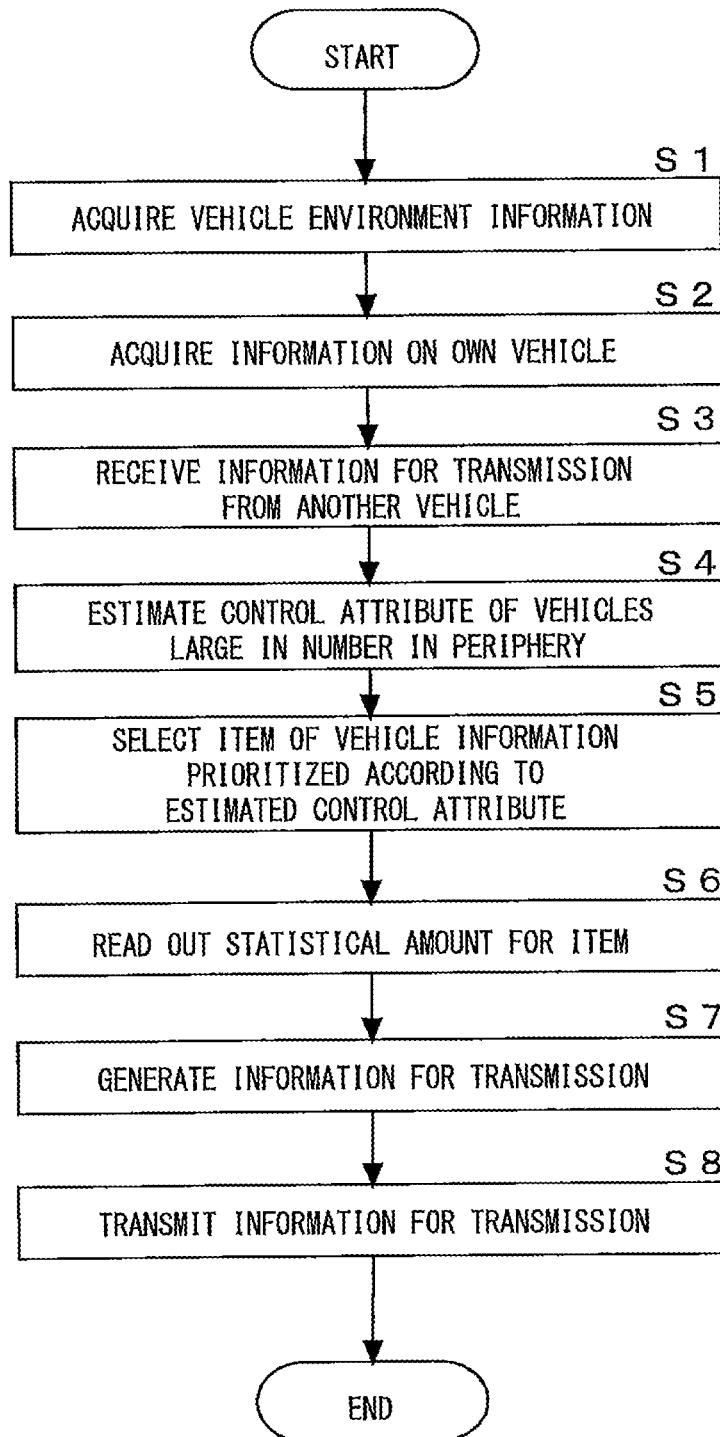 START
S 1
ACQUIRE VEHICLE ENVIRONMENT INFORMATION
S 2
ACQUIRE INFORMATION ON OWN VEHICLE
S 3
RECEIVE INFORMATION FOR TRANSMISSION
FROM ANOTHER VEHICLE
S 4
ESTIMATE CONTROL ATTRIBUTE OF VEHICLES
LARGE IN NUMBER IN PERIPHERY
S 5
SELECT ITEM OF VEHICLE INFORMATION
PRIORITIZED ACCORDING TO
ESTIMATED CONTROL ATTRIBUTE
S 6
READ OUT STATISTICAL AMOUNT FOR ITEM
S 7
GENERATE INFORMATION FOR TRANSMISSION
S 8
TRANSMIT INFORMATION FOR TRANSMISSION
END